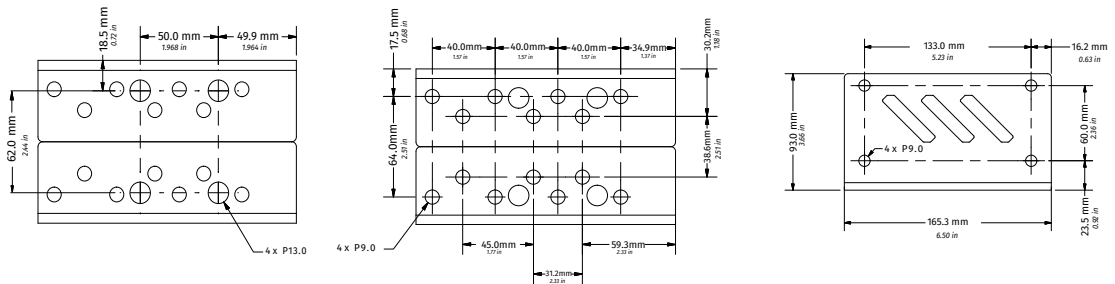 18.5 mm
0.72 in
50.0 mm
1.968 in
49.9 mm
1.964 in
62.0 mm
2.44 in
4 x P13.0
17.5 mm
0.68 in
40.0mm
1.57 in
40.0mm
1.57 in
40.0mm
1.57 in
34.9mm
1.37 in
30.2mm
1.18 in
64.0mm
2.51 in
38.6mm
2.51 in
4 x P9.0
45.0mm
1.77 in
59.3mm
2.33 in
31.2mm
2.33 in
133.0 mm
5.23 in
16.2 mm
0.63 in
93.0 mm
3.66 in
60.0 mm
2.36 in
4 x P9.0
165.3 mm
6.50 in
23.5 mm
0.92 in